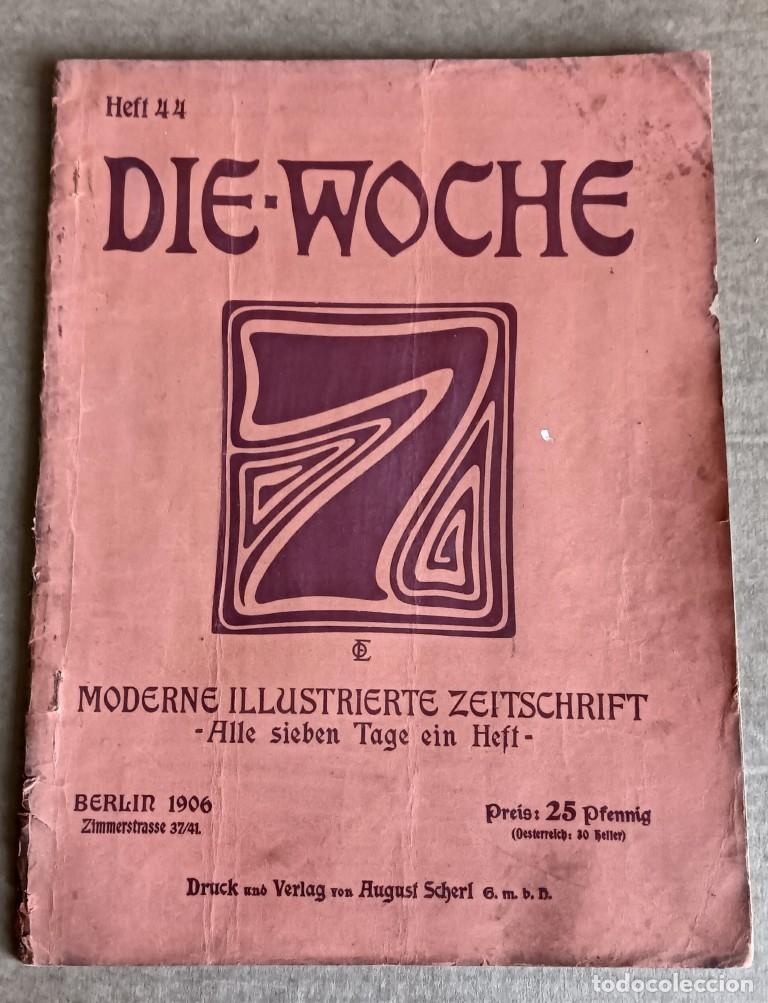 Heft 44
DIE-WOCHE
7
MODERNE ILLUSTRIERTE ZEITSCHRIFT
-Alle sieben Tage ein Heft-
BERLIN 1906
Zimmerstrasse 37/41.
Preis: 25 Pfennig
(Oesterreich: 30 Heller)
Druck und Verlag von August Scherl G. m. b. H.
todocoleccion